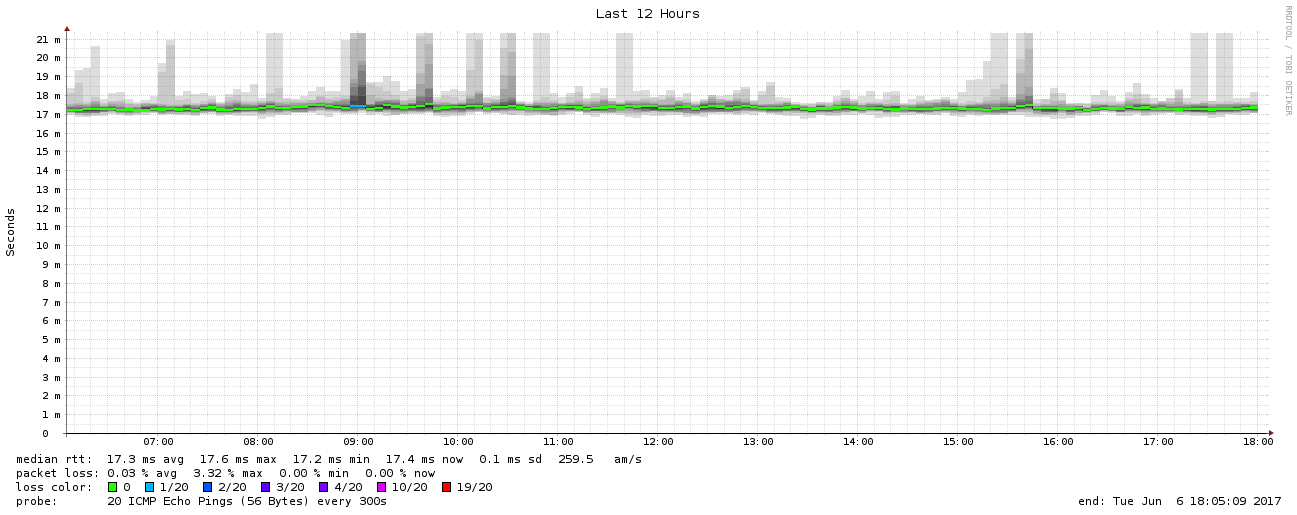 Last 12 Hours
RRDTOOL / TOBI OETIKER
Seconds
21 m
20 m
19 m
18 m
17 m
16 m
15 m
14 m
13 m
12 m
11 m
10 m
9 m
8 m
7 m
6 m
5 m
4 m
3 m
2 m
1 m
0
07:00 08:00 09:00 10:00 11:00 12:00 13:00 14:00 15:00 16:00 17:00 18:00
median rtt: 17.3 ms avg 17.6 ms max 17.2 ms min 17.4 ms now 0.1 ms sd 259.5 am/s
packet loss: 0.03 % avg 3.32 % max 0.00 % min 0.00 % now
loss color: 0 1/20 2/20 3/20 4/20 10/20 19/20
probe: 20 ICMP Echo Pings (56 Bytes) every 300s end: Tue Jun 6 18:05:09 2017